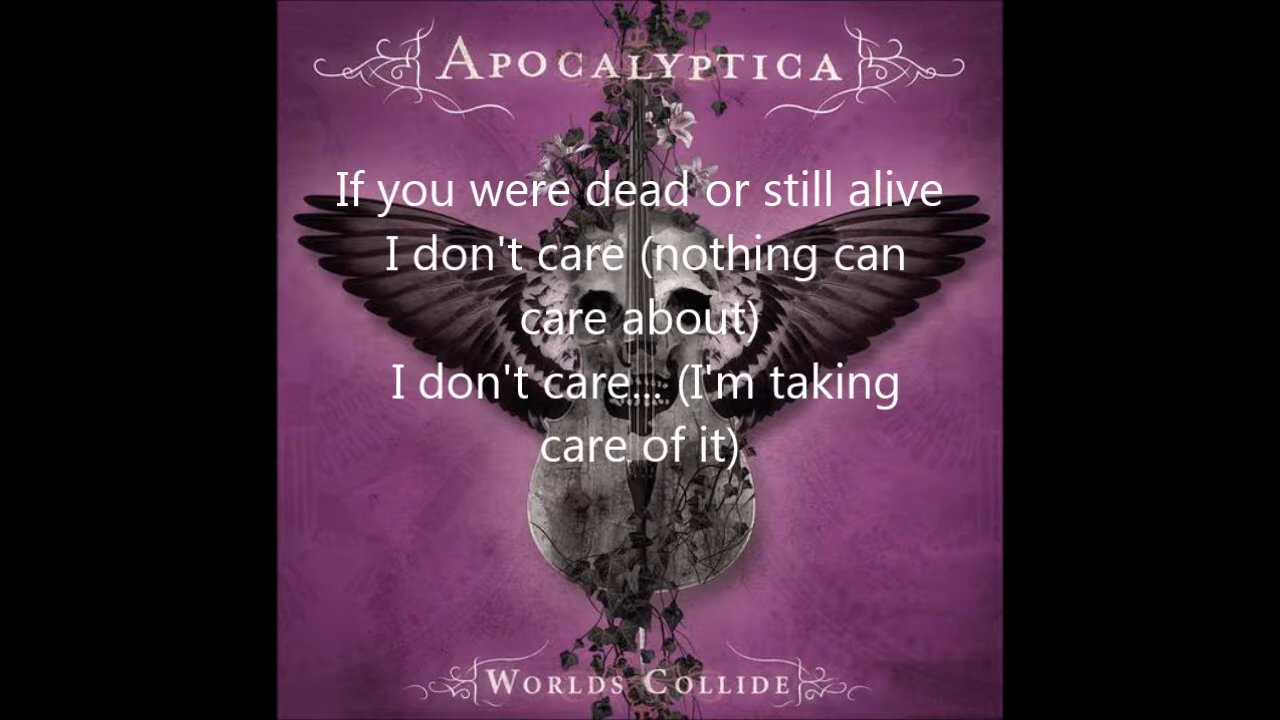 APOCALYPTICA
If you were dead or still alive
I don't care (nothing can
care about)
I don't care... (I'm taking
care of it)
WORLDS COLLIDE